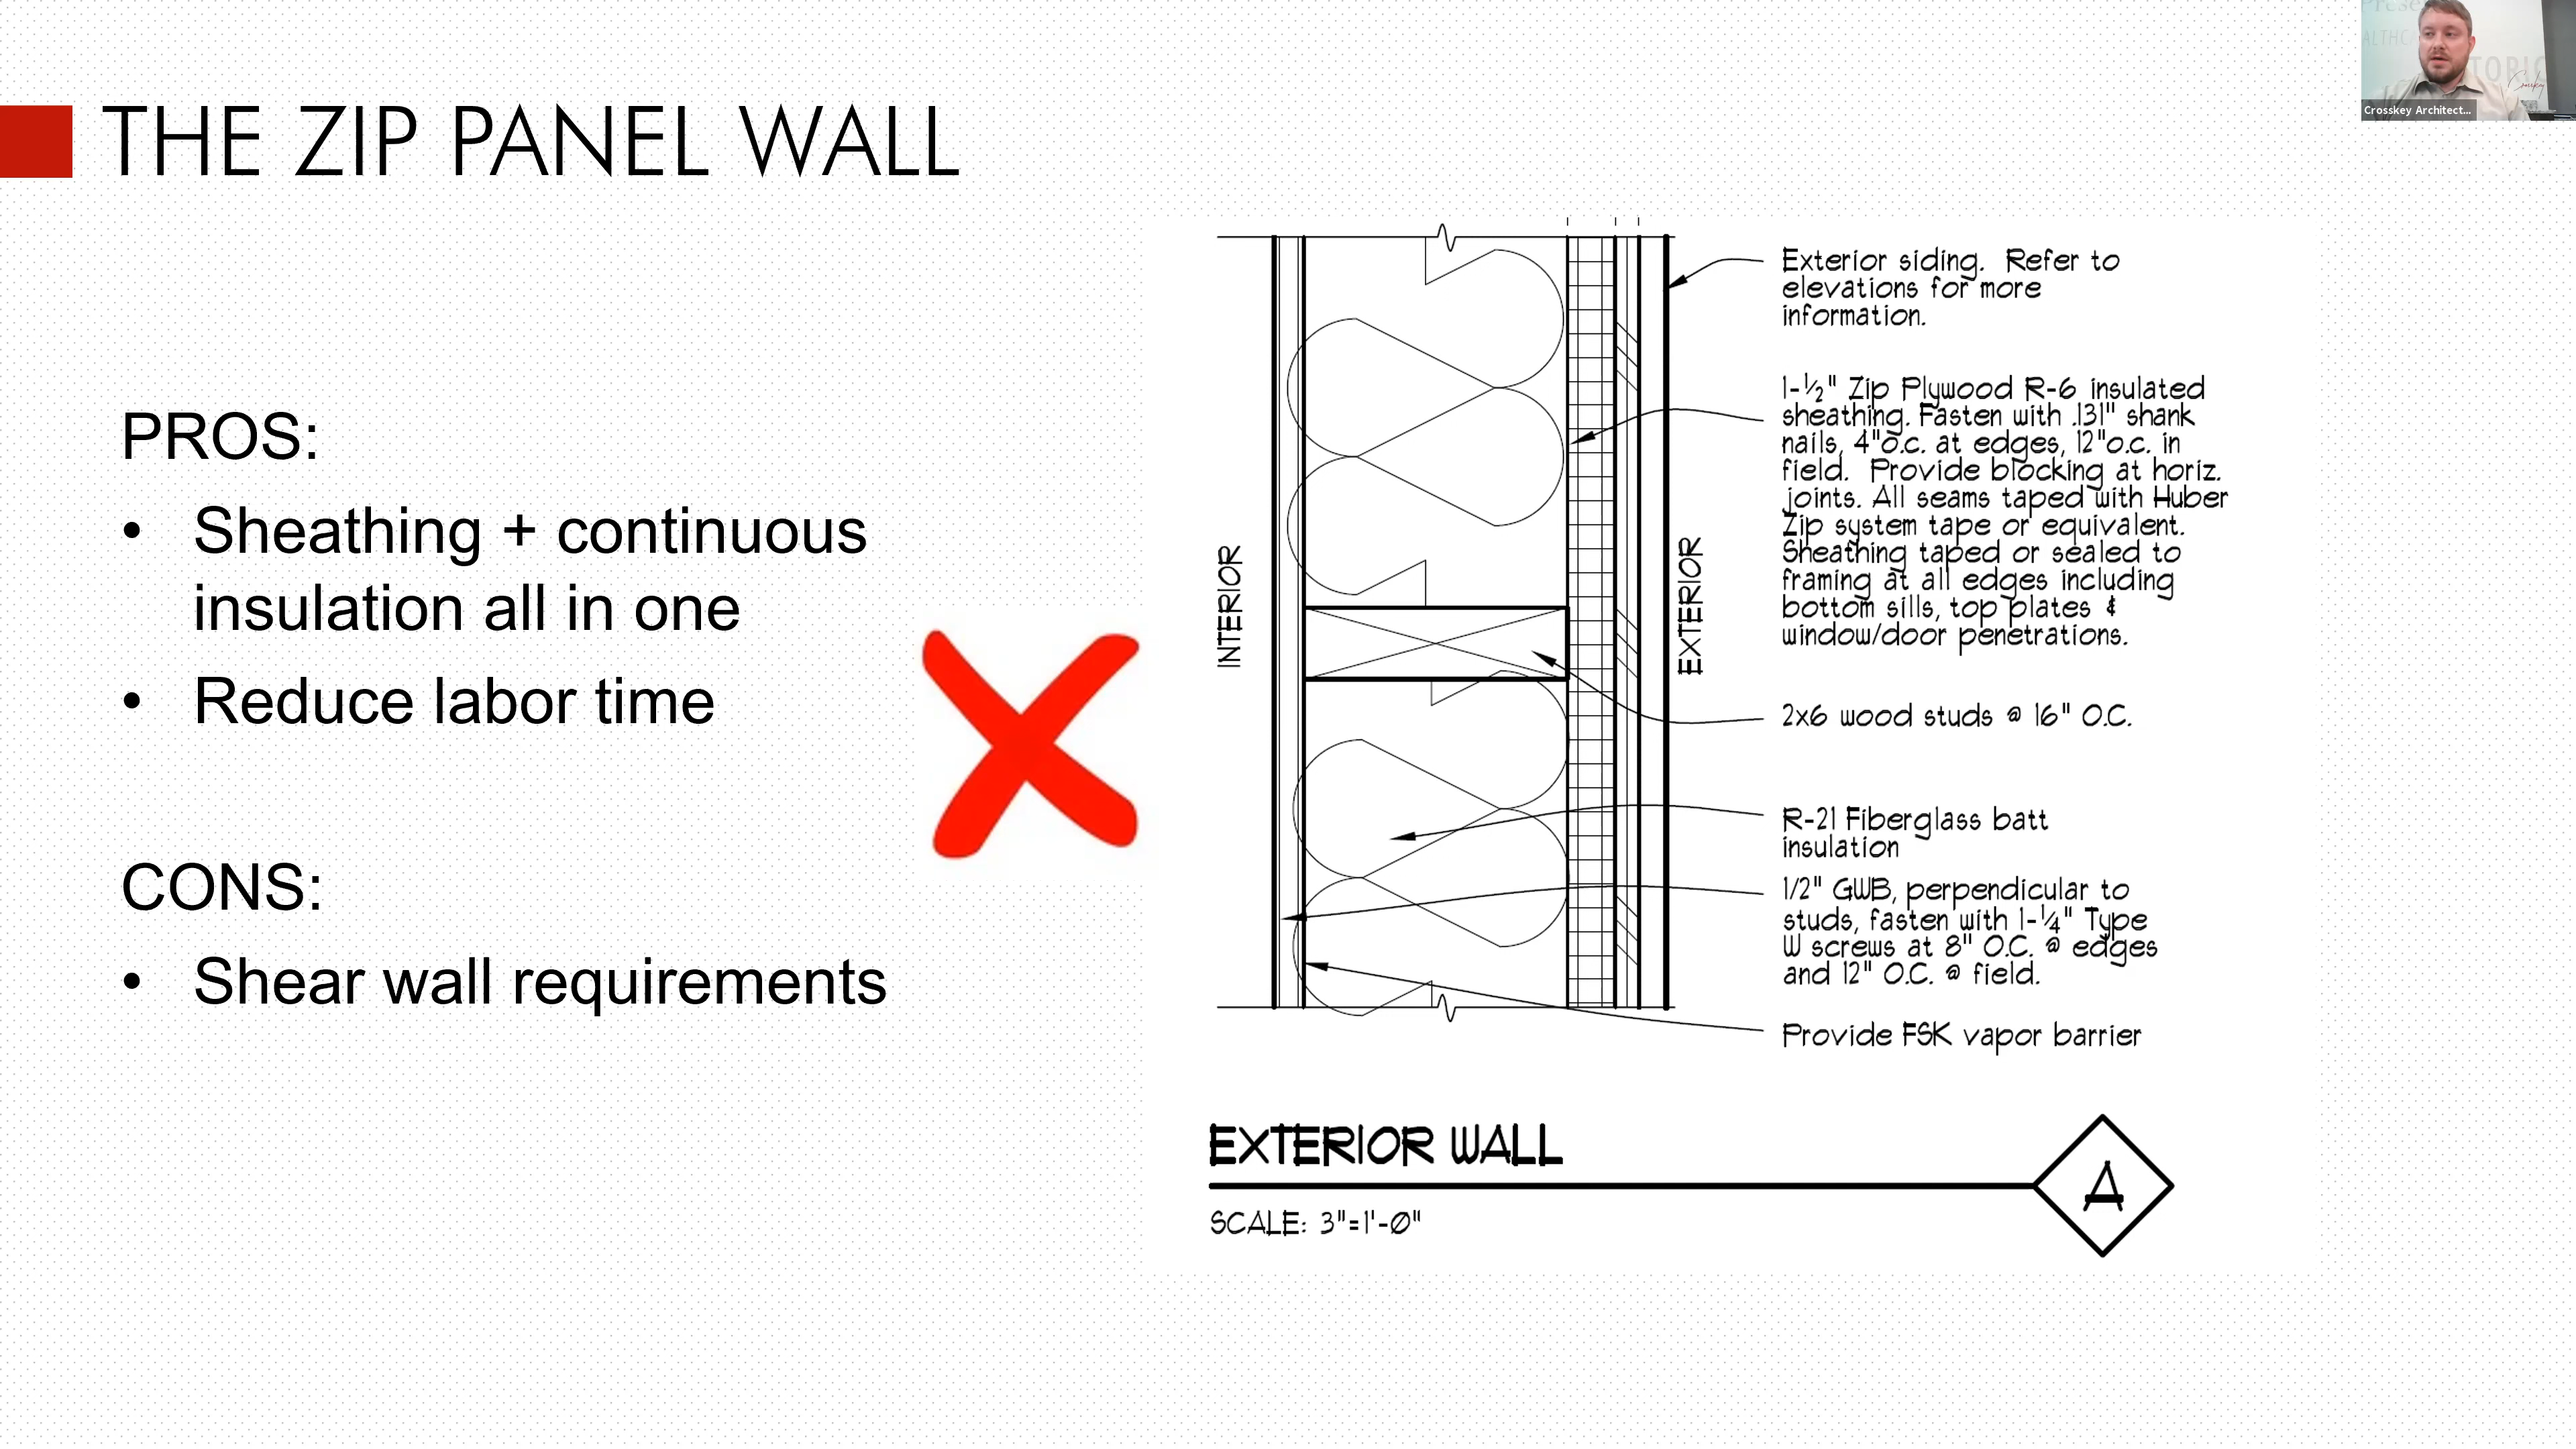 THE ZIP PANEL WALL
Crosskey Architect...
PROS:
• Sheathing + continuous
insulation all in one
• Reduce labor time
CONS:
• Shear wall requirements
INTERIOR
EXTERIOR
Exterior siding. Refer to
elevations for more
information.
1-½" Zip Plywood R-6 insulated
sheathing. Fasten with .131" shank
nails, 4"o.c. at edges, 12"o.c. in
field. Provide blocking at horiz.
joints. All seams taped with Huber
Zip system tape or equivalent.
Sheathing taped or sealed to
framing at all edges including
bottom sills, top plates &
window/door penetrations.
2x6 wood studs @ 16" O.C.
R-21 Fiberglass batt
insulation
1/2" GWB, perpendicular to
studs, fasten with 1-¼" Type
W screws at 8" O.C. @ edges
and 12" O.C. @ field.
Provide FSK vapor barrier
EXTERIOR WALL
A
SCALE: 3"=1'-0"